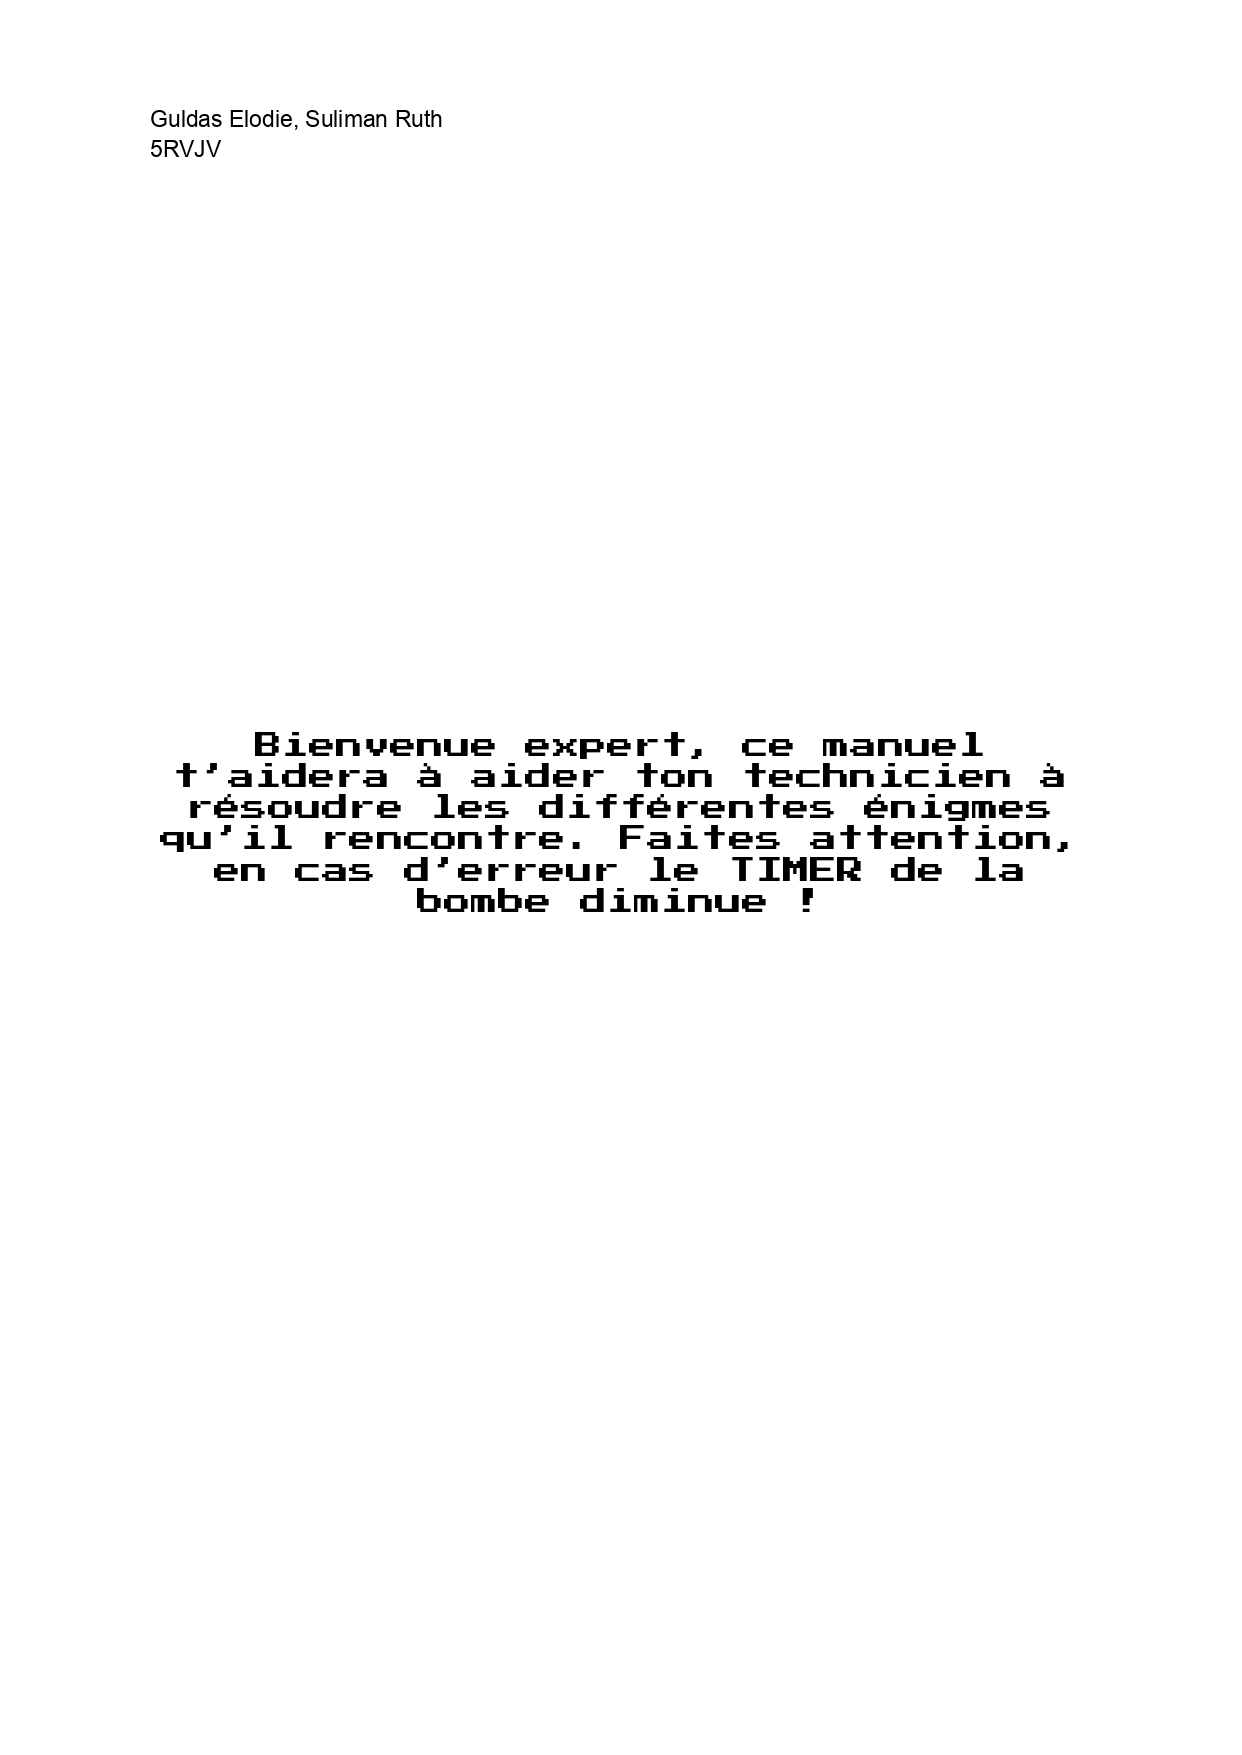 Guldas Elodie, Suliman Ruth
5RVJV
Bienvenue expert, ce manuel
t'aidera à aider ton technicien à
résoudre les différentes énigmes
qu'il rencontre. Faites attention,
en cas d'erreur le TIMER de la
bombe diminue !